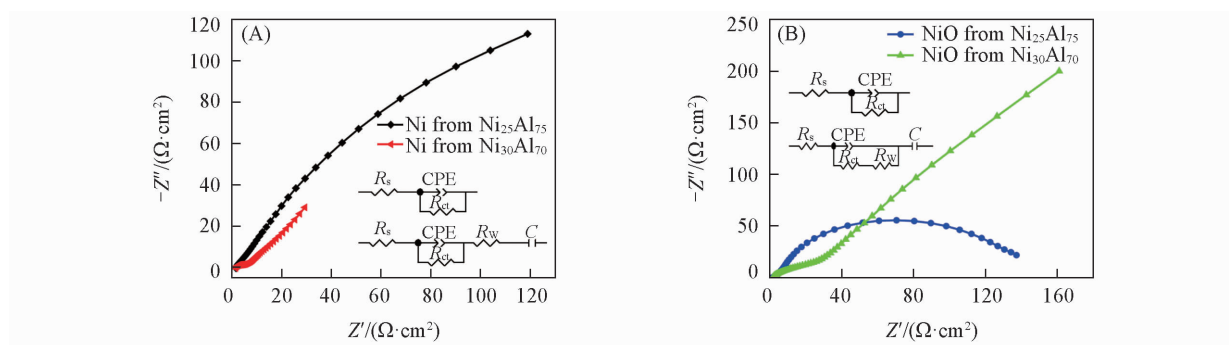 (A)
120
100
80
60
40
20
0
−Z″/(Ω·cm²)
Ni from Ni₂₅Al₇₅
Ni from Ni₃₀Al₇₀
Rs CPE
Rct
Rs CPE RW C
Rct
0 20 40 60 80 100 120
Z′/(Ω·cm²)
(B)
250
200
150
100
50
0
−Z″/(Ω·cm²)
NiO from Ni₂₅Al₇₅
NiO from Ni₃₀Al₇₀
Rs CPE
Rct
Rs CPE C
Rct RW
0 40 80 120 160
Z′/(Ω·cm²)